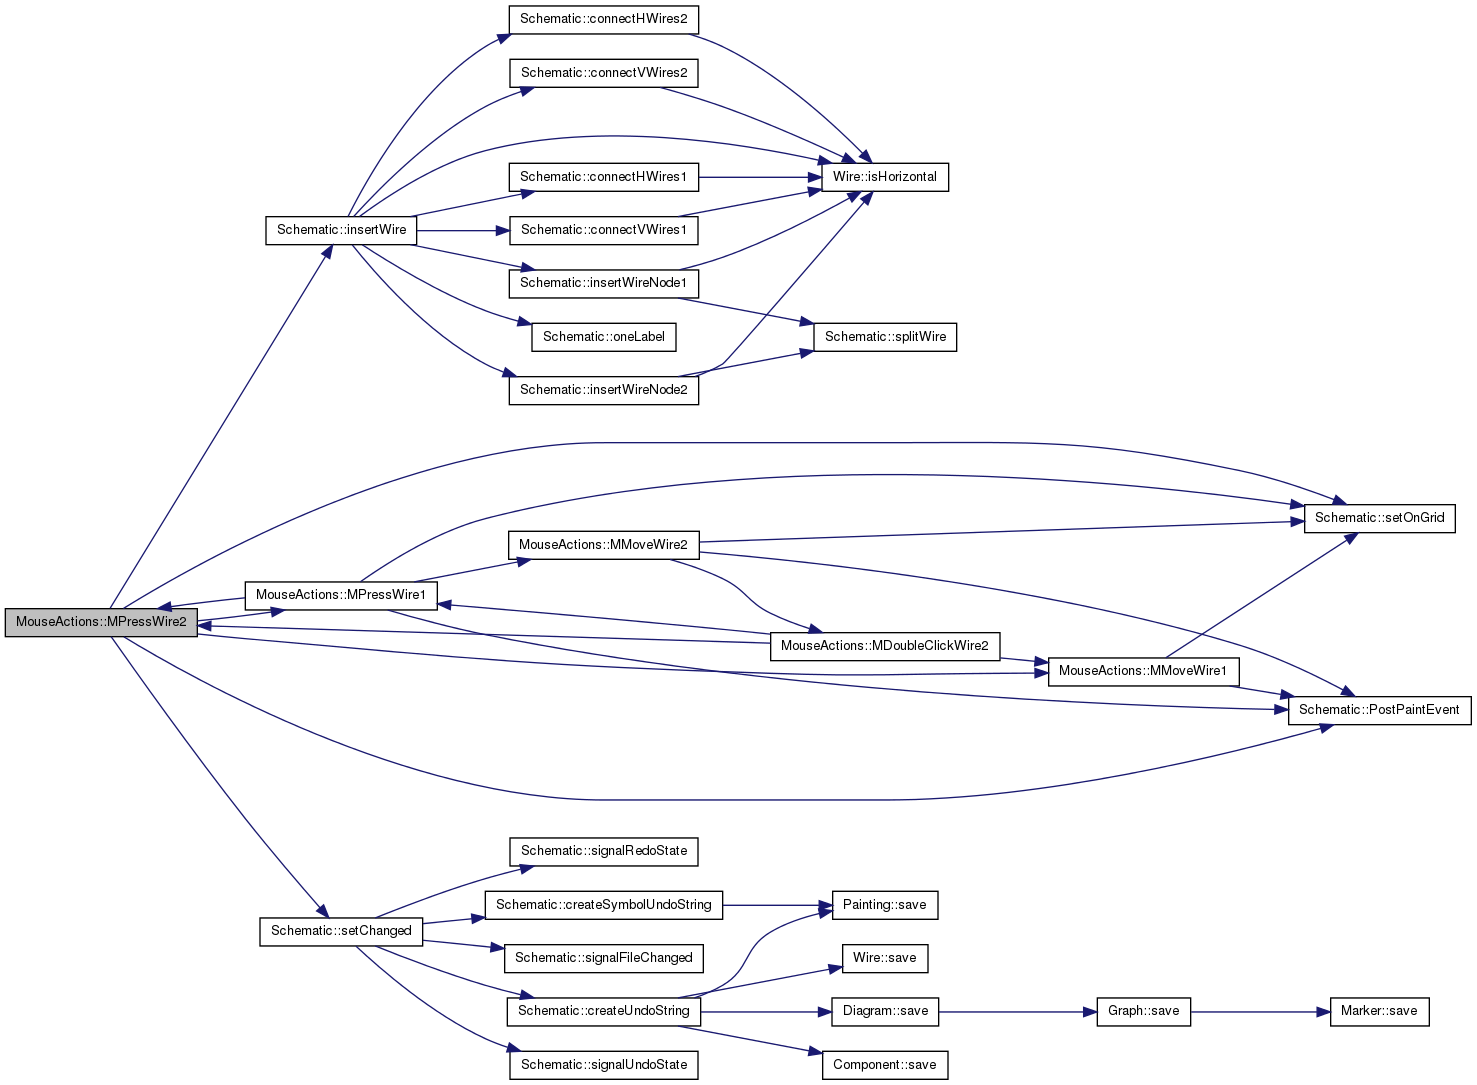 Schematic::connectHWires2
Schematic::connectVWires2
Schematic::connectHWires1
Wire::isHorizontal
Schematic::insertWire
Schematic::connectVWires1
Schematic::insertWireNode1
Schematic::oneLabel
Schematic::splitWire
Schematic::insertWireNode2
Schematic::setOnGrid
MouseActions::MMoveWire2
MouseActions::MPressWire1
MouseActions::MPressWire2
MouseActions::MDoubleClickWire2
MouseActions::MMoveWire1
Schematic::PostPaintEvent
Schematic::signalRedoState
Schematic::createSymbolUndoString
Painting::save
Schematic::setChanged
Schematic::signalFileChanged
Wire::save
Schematic::createUndoString
Diagram::save
Graph::save
Marker::save
Schematic::signalUndoState
Component::save